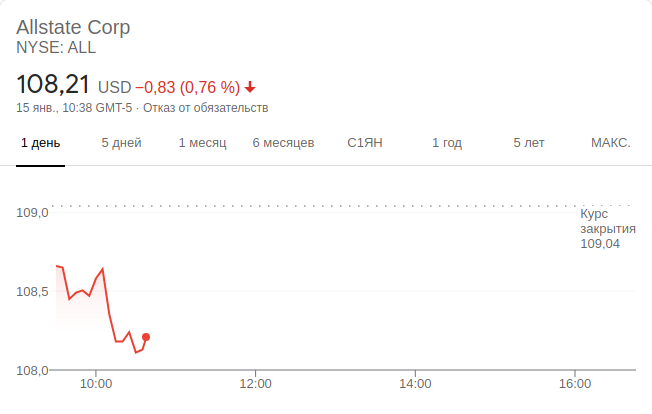 Allstate Corp
NYSE: ALL
108,21 USD −0,83 (0,76 %)
15 янв., 10:38 GMT-5 · Отказ от обязательств
1 день 5 дней 1 месяц 6 месяцев С1ЯН 1 год 5 лет МАКС.
109,0
Курс
закрытия
109,04
108,5
108,0
10:00 12:00 14:00 16:00